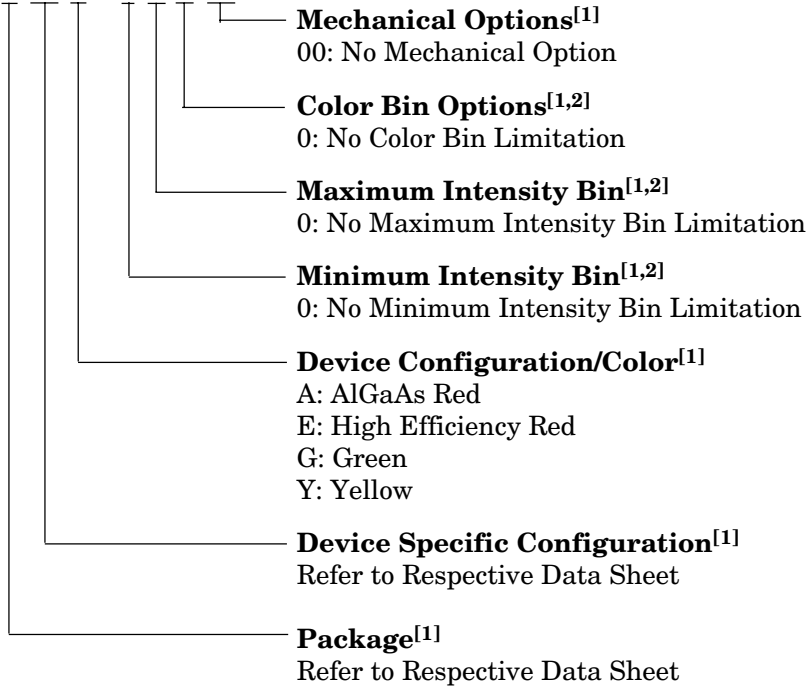 Mechanical Options[1]
00: No Mechanical Option
Color Bin Options[1,2]
0: No Color Bin Limitation
Maximum Intensity Bin[1,2]
0: No Maximum Intensity Bin Limitation
Minimum Intensity Bin[1,2]
0: No Minimum Intensity Bin Limitation
Device Configuration/Color[1]
A: AlGaAs Red
E: High Efficiency Red
G: Green
Y: Yellow
Device Specific Configuration[1]
Refer to Respective Data Sheet
Package[1]
Refer to Respective Data Sheet